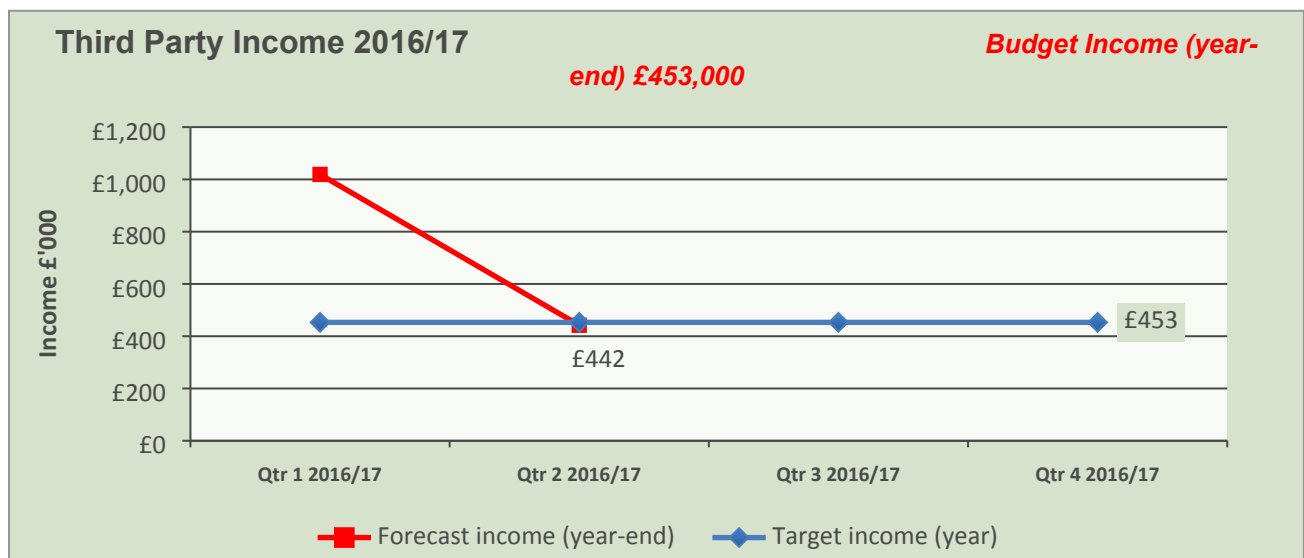 Third Party Income 2016/17 Budget Income (year-
end) £453,000
£1,200
£1,000
£800
£600
£400
£200
£0
Income £'000
£453
£442
Qtr 1 2016/17 Qtr 2 2016/17 Qtr 3 2016/17 Qtr 4 2016/17
Forecast income (year-end) Target income (year)